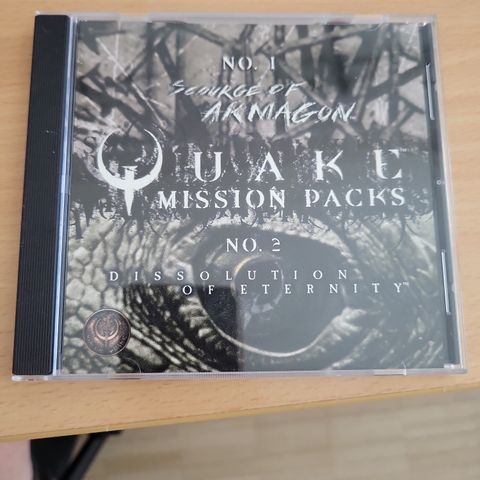 NO. 1
SCOURGE OF
ARMAGON
QUAKE
MISSION PACKS
NO. 2
DISSOLUTION
OF ETERNITY™